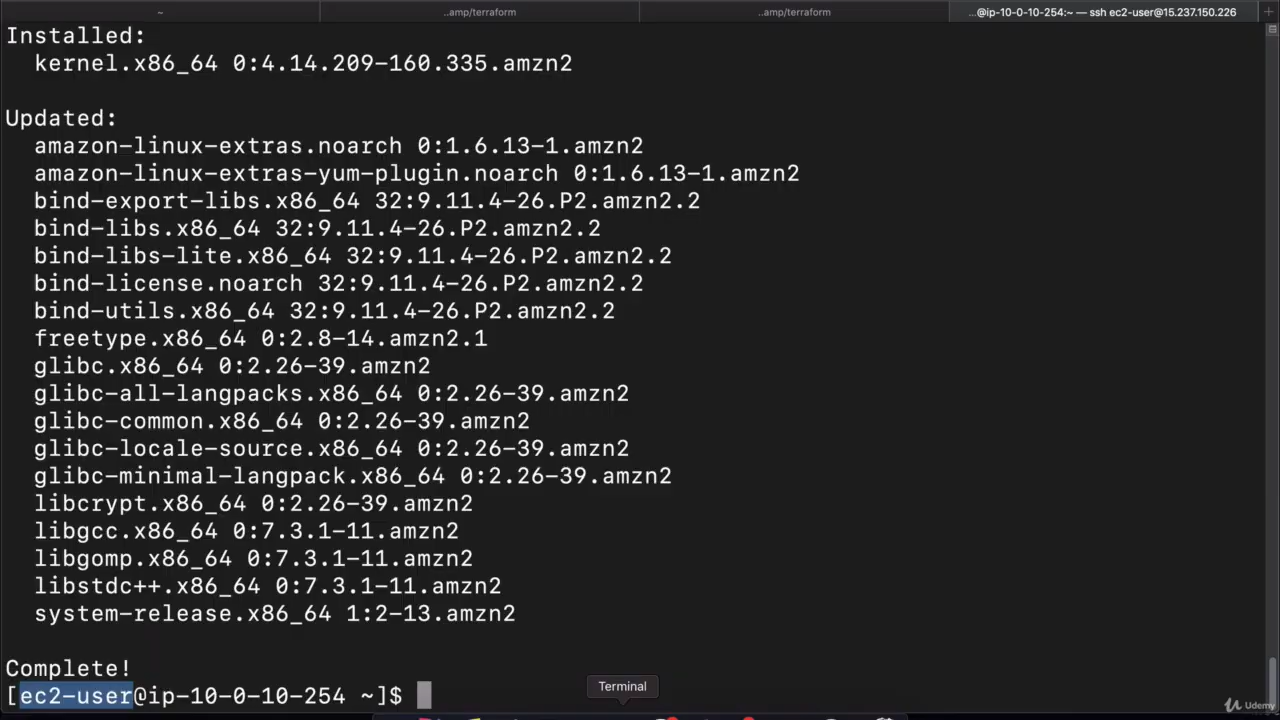 ~ ..amp/terraform ..amp/terraform ...@ip-10-0-10-254:~ — ssh ec2-user@15.237.150.226 +
Installed:
kernel.x86_64 0:4.14.209-160.335.amzn2
Updated:
amazon-linux-extras.noarch 0:1.6.13-1.amzn2
amazon-linux-extras-yum-plugin.noarch 0:1.6.13-1.amzn2
bind-export-libs.x86_64 32:9.11.4-26.P2.amzn2.2
bind-libs.x86_64 32:9.11.4-26.P2.amzn2.2
bind-libs-lite.x86_64 32:9.11.4-26.P2.amzn2.2
bind-license.noarch 32:9.11.4-26.P2.amzn2.2
bind-utils.x86_64 32:9.11.4-26.P2.amzn2.2
freetype.x86_64 0:2.8-14.amzn2.1
glibc.x86_64 0:2.26-39.amzn2
glibc-all-langpacks.x86_64 0:2.26-39.amzn2
glibc-common.x86_64 0:2.26-39.amzn2
glibc-locale-source.x86_64 0:2.26-39.amzn2
glibc-minimal-langpack.x86_64 0:2.26-39.amzn2
libcrypt.x86_64 0:2.26-39.amzn2
libgcc.x86_64 0:7.3.1-11.amzn2
libgomp.x86_64 0:7.3.1-11.amzn2
libstdc++.x86_64 0:7.3.1-11.amzn2
system-release.x86_64 1:2-13.amzn2
Complete!
[ec2-user@ip-10-0-10-254 ~]$
Terminal
Udemy